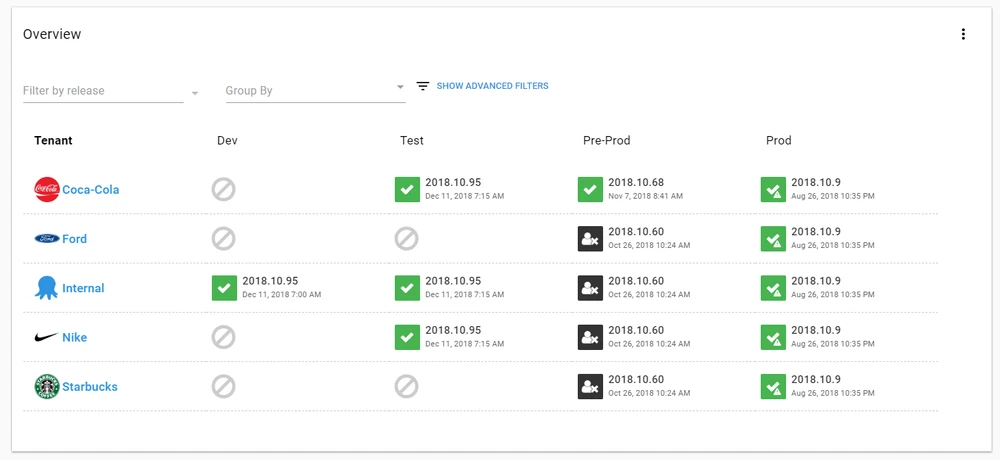 Overview
Filter by release
Group By
SHOW ADVANCED FILTERS
Tenant Dev Test Pre-Prod Prod
Coca-Cola 2018.10.95 2018.10.68 2018.10.9
Dec 11, 2018 7:15 AM Nov 7, 2018 8:41 AM Aug 26, 2018 10:35 PM
Ford 2018.10.60 2018.10.9
Oct 26, 2018 10:24 AM Aug 26, 2018 10:35 PM
Internal 2018.10.95 2018.10.95 2018.10.60 2018.10.9
Dec 11, 2018 7:00 AM Dec 11, 2018 7:15 AM Oct 26, 2018 10:24 AM Aug 26, 2018 10:35 PM
Nike 2018.10.95 2018.10.60 2018.10.9
Dec 11, 2018 7:15 AM Oct 26, 2018 10:24 AM Aug 26, 2018 10:35 PM
Starbucks 2018.10.60 2018.10.9
Oct 26, 2018 10:24 AM Aug 26, 2018 10:35 PM